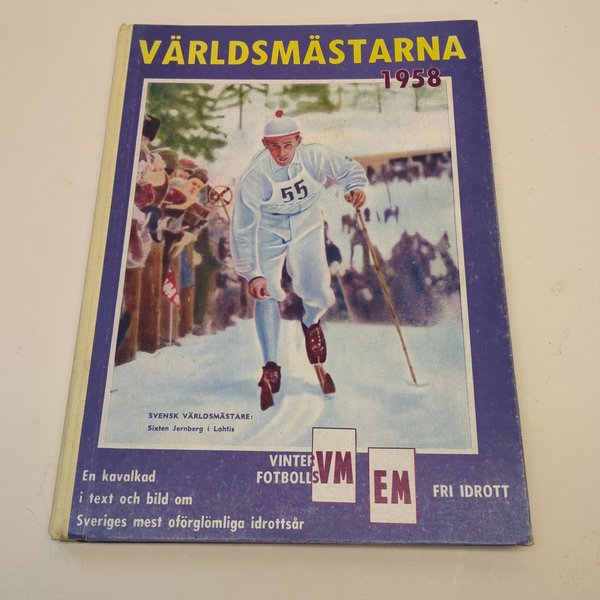 VÄRLDSMÄSTARNA
1958
55
SVENSK VÄRLDSMÄSTARE:
Sixten Jernberg i Lahtis
En kavalkad
i text och bild om
Sveriges mest oförglömliga idrottsår
VINTER
FOTBOLLS
VM
EM
FRI IDROTT